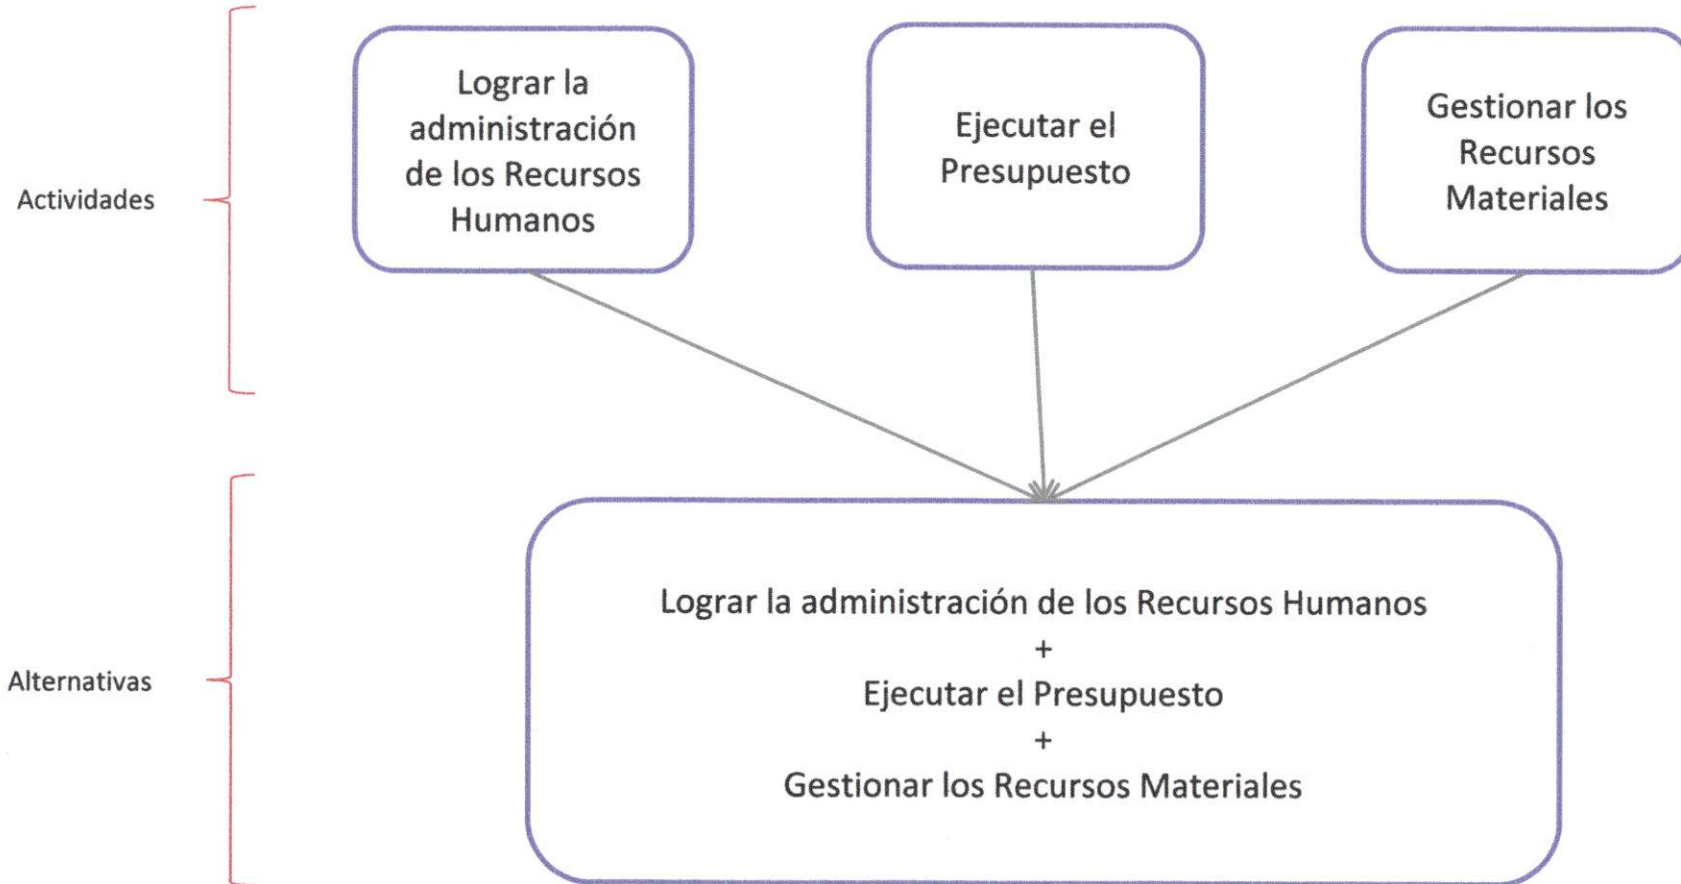 Actividades
Lograr la
administración
de los Recursos
Humanos
Ejecutar el
Presupuesto
Gestionar los
Recursos
Materiales
Alternativas
Lograr la administración de los Recursos Humanos
+
Ejecutar el Presupuesto
+
Gestionar los Recursos Materiales